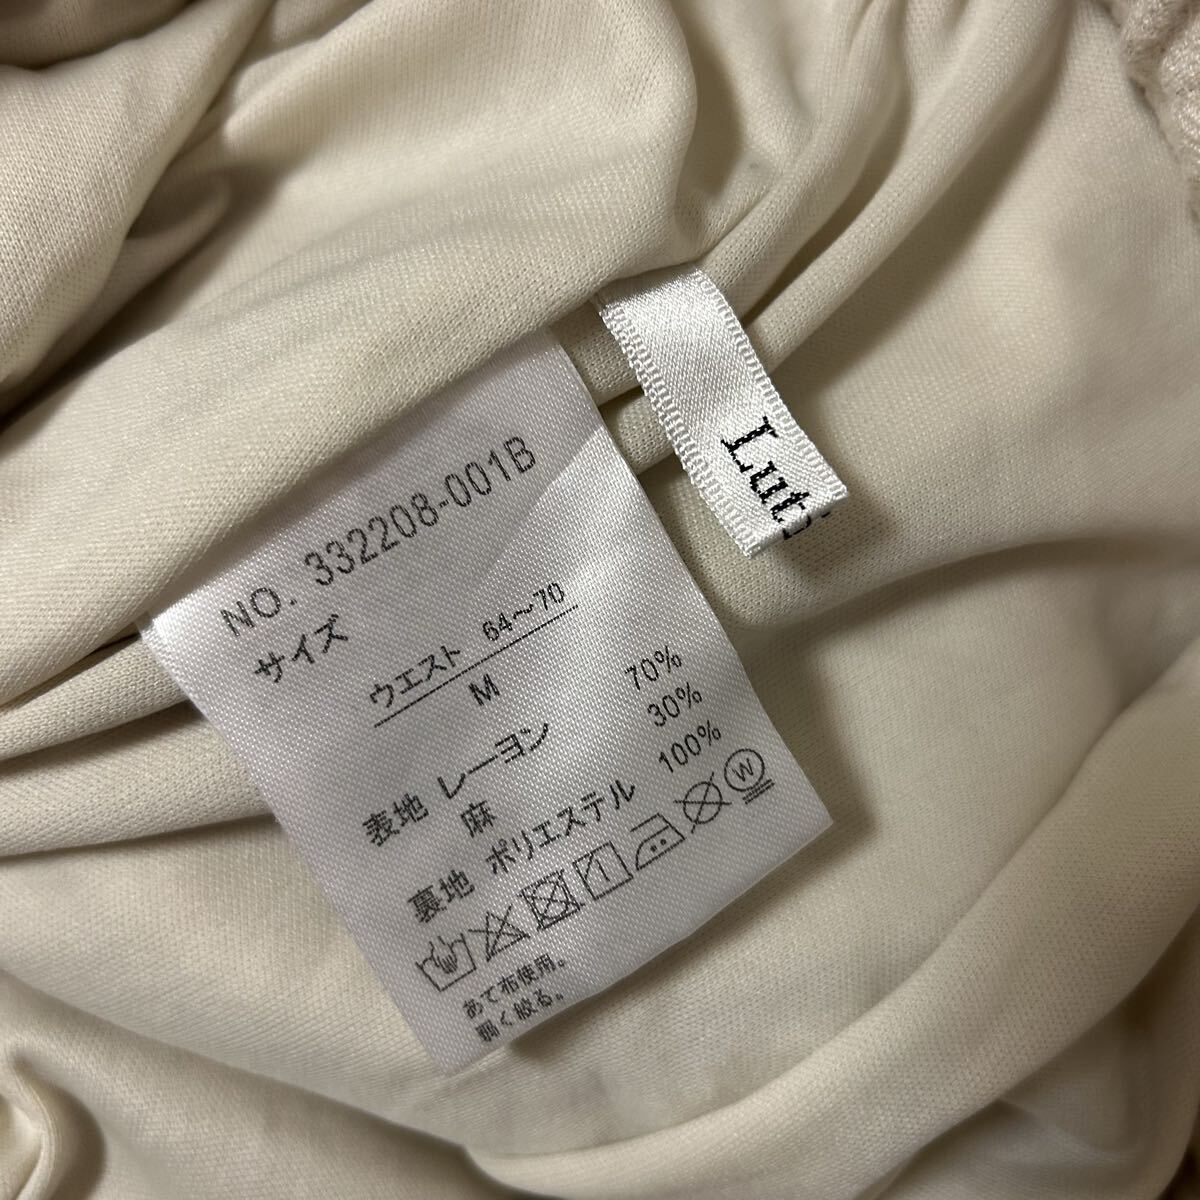 NO. 332208-001B
サイズ
ウエスト 64～70
M
表地 レーヨン 70%
麻 30%
裏地 ポリエステル 100%
W
あて布使用。
弱く絞る。